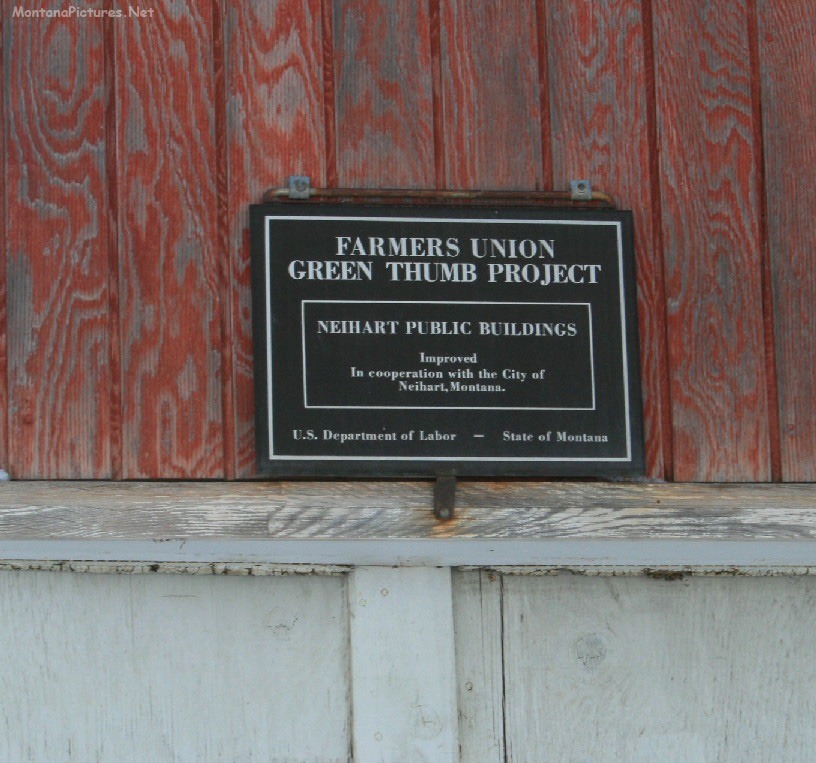 MontanaPictures.Net
FARMERS UNION
GREEN THUMB PROJECT
NEIHART PUBLIC BUILDINGS
Improved
In cooperation with the City of
Neihart, Montana.
U.S. Department of Labor — State of Montana